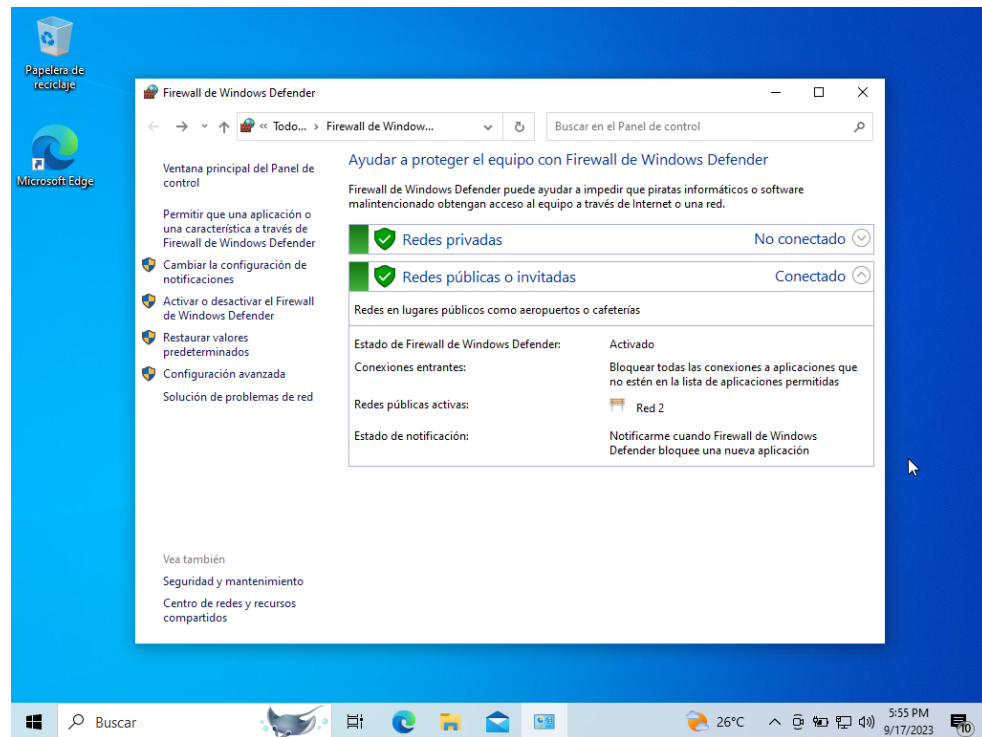 Papelera de
reciclaje
Microsoft Edge
Firewall de Windows Defender
« Todo... › Firewall de Window...
Buscar en el Panel de control
Ventana principal del Panel de
control
Permitir que una aplicación o
una característica a través de
Firewall de Windows Defender
Cambiar la configuración de
notificaciones
Activar o desactivar el Firewall
de Windows Defender
Restaurar valores
predeterminados
Configuración avanzada
Solución de problemas de red
Vea también
Seguridad y mantenimiento
Centro de redes y recursos
compartidos
Ayudar a proteger el equipo con Firewall de Windows Defender
Firewall de Windows Defender puede ayudar a impedir que piratas informáticos o software
malintencionado obtengan acceso al equipo a través de Internet o una red.
Redes privadas No conectado
Redes públicas o invitadas Conectado
Redes en lugares públicos como aeropuertos o cafeterías
Estado de Firewall de Windows Defender: Activado
Conexiones entrantes: Bloquear todas las conexiones a aplicaciones que
no estén en la lista de aplicaciones permitidas
Redes públicas activas: Red 2
Estado de notificación: Notificarme cuando Firewall de Windows
Defender bloquee una nueva aplicación
Buscar
26°C
5:55 PM
9/17/2023
10